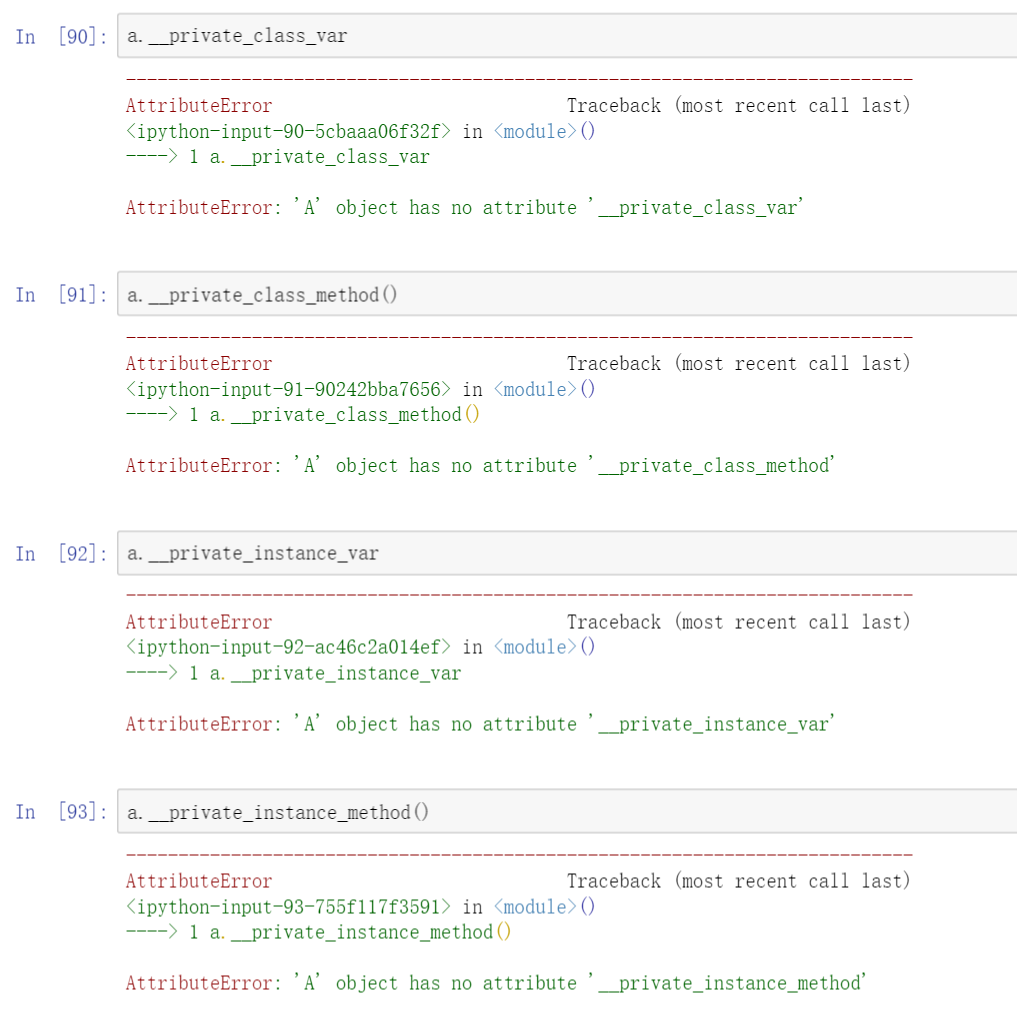 In [90]: a.__private_class_var
---------------------------------------------------------------------------
AttributeError                            Traceback (most recent call last)
<ipython-input-90-5cbaaa06f32f> in <module>()
----> 1 a.__private_class_var

AttributeError: 'A' object has no attribute '__private_class_var'

In [91]: a.__private_class_method()
---------------------------------------------------------------------------
AttributeError                            Traceback (most recent call last)
<ipython-input-91-90242bba7656> in <module>()
----> 1 a.__private_class_method()

AttributeError: 'A' object has no attribute '__private_class_method'

In [92]: a.__private_instance_var
---------------------------------------------------------------------------
AttributeError                            Traceback (most recent call last)
<ipython-input-92-ac46c2a014ef> in <module>()
----> 1 a.__private_instance_var

AttributeError: 'A' object has no attribute '__private_instance_var'

In [93]: a.__private_instance_method()
---------------------------------------------------------------------------
AttributeError                            Traceback (most recent call last)
<ipython-input-93-755f117f3591> in <module>()
----> 1 a.__private_instance_method()

AttributeError: 'A' object has no attribute '__private_instance_method'